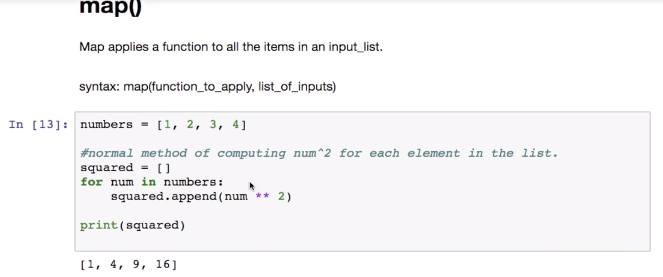 map()
Map applies a function to all the items in an input_list.
syntax: map(function_to_apply, list_of_inputs)
In [13]: numbers = [1, 2, 3, 4]
#normal method of computing num^2 for each element in the list.
squared = []
for num in numbers:
    squared.append(num ** 2)
print(squared)
[1, 4, 9, 16]